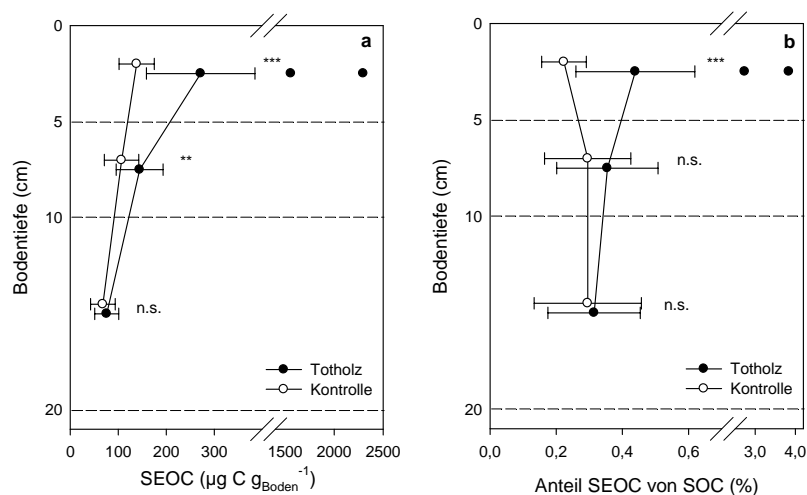 0
a
***
5
**
10
n.s.
Totholz
Kontrolle
20
0 100 200 300 1500 2500
SEOC (µg C gBoden-1)
Bodentiefe (cm)
0
b
***
5
n.s.
10
n.s.
Totholz
Kontrolle
20
0,0 0,2 0,4 0,6 3,0 4,0
Anteil SEOC von SOC (%)
Bodentiefe (cm)